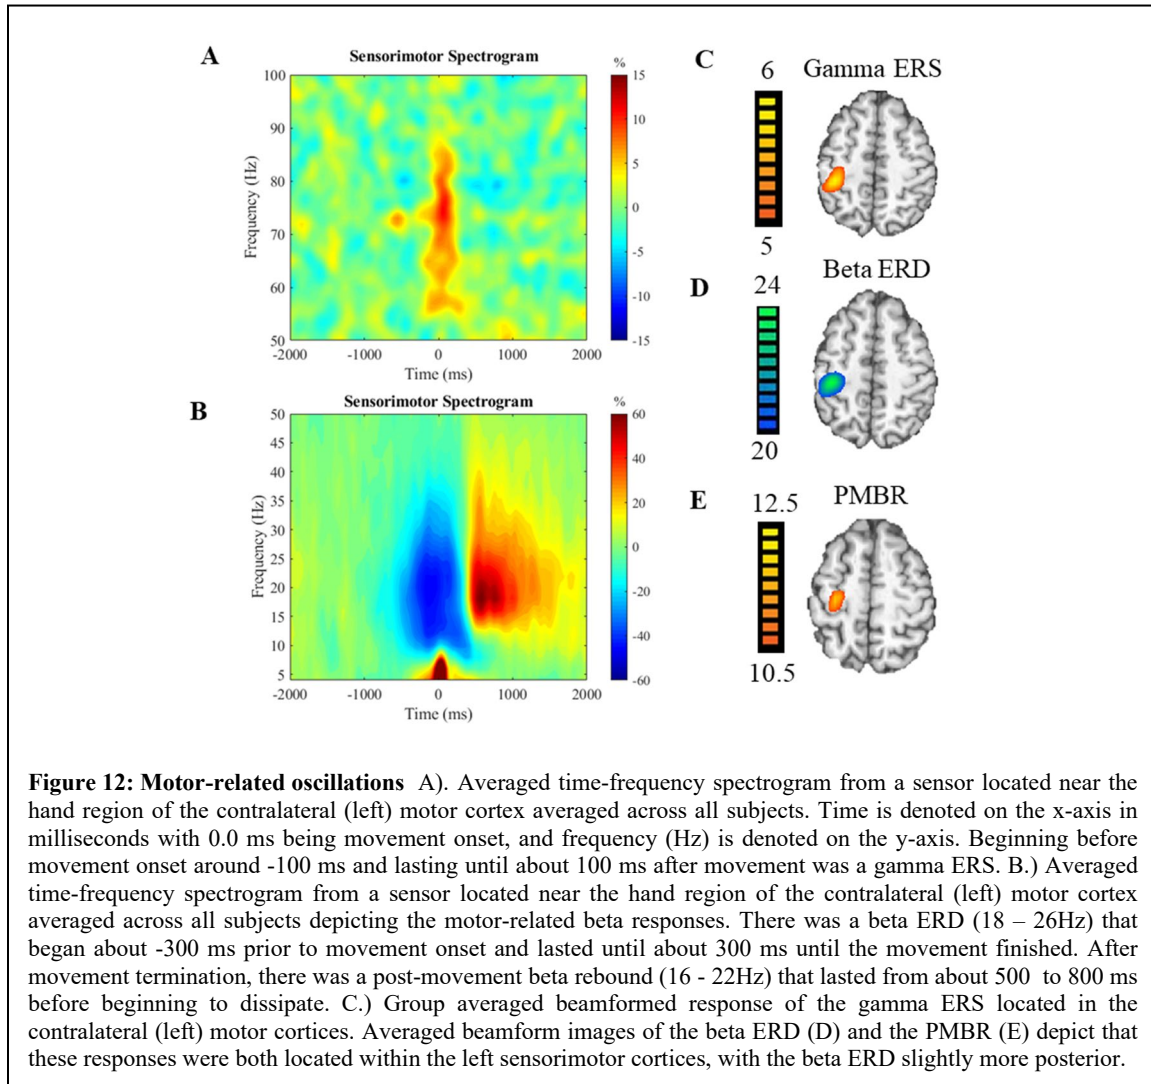 A
Sensorimotor Spectrogram
%
100
90
80
70
60
50
Frequency (Hz)
-2000 -1000 0 1000 2000
Time (ms)
15
10
5
0
-5
-10
-15
B
Sensorimotor Spectrogram
%
50
45
40
35
30
25
20
15
10
5
Frequency (Hz)
-2000 -1000 0 1000 2000
Time (ms)
60
40
20
0
-20
-40
-60
C
6
Gamma ERS
5
D
Beta ERD
24
20
E
PMBR
12.5
10.5
Figure 12: Motor-related oscillations A). Averaged time-frequency spectrogram from a sensor located near the
hand region of the contralateral (left) motor cortex averaged across all subjects. Time is denoted on the x-axis in
milliseconds with 0.0 ms being movement onset, and frequency (Hz) is denoted on the y-axis. Beginning before
movement onset around -100 ms and lasting until about 100 ms after movement was a gamma ERS. B.) Averaged
time-frequency spectrogram from a sensor located near the hand region of the contralateral (left) motor cortex
averaged across all subjects depicting the motor-related beta responses. There was a beta ERD (18 – 26Hz) that
began about -300 ms prior to movement onset and lasted until about 300 ms until the movement finished. After
movement termination, there was a post-movement beta rebound (16 - 22Hz) that lasted from about 500 to 800 ms
before beginning to dissipate. C.) Group averaged beamformed response of the gamma ERS located in the
contralateral (left) motor cortices. Averaged beamform images of the beta ERD (D) and the PMBR (E) depict that
these responses were both located within the left sensorimotor cortices, with the beta ERD slightly more posterior.